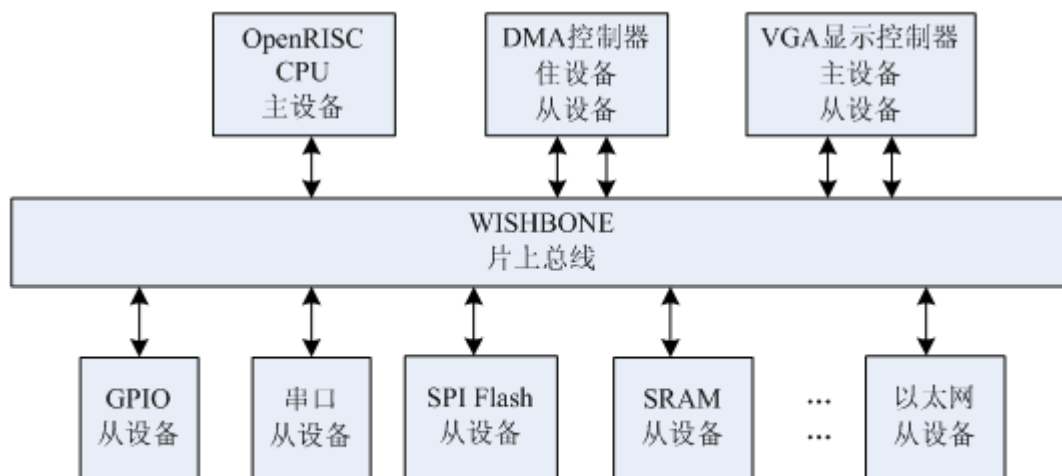 OpenRISC
CPU
主设备
DMA控制器
住设备
从设备
VGA显示控制器
主设备
从设备
WISHBONE
片上总线
GPIO
从设备
串口
从设备
SPI Flash
从设备
SRAM
从设备
...
...
以太网
从设备